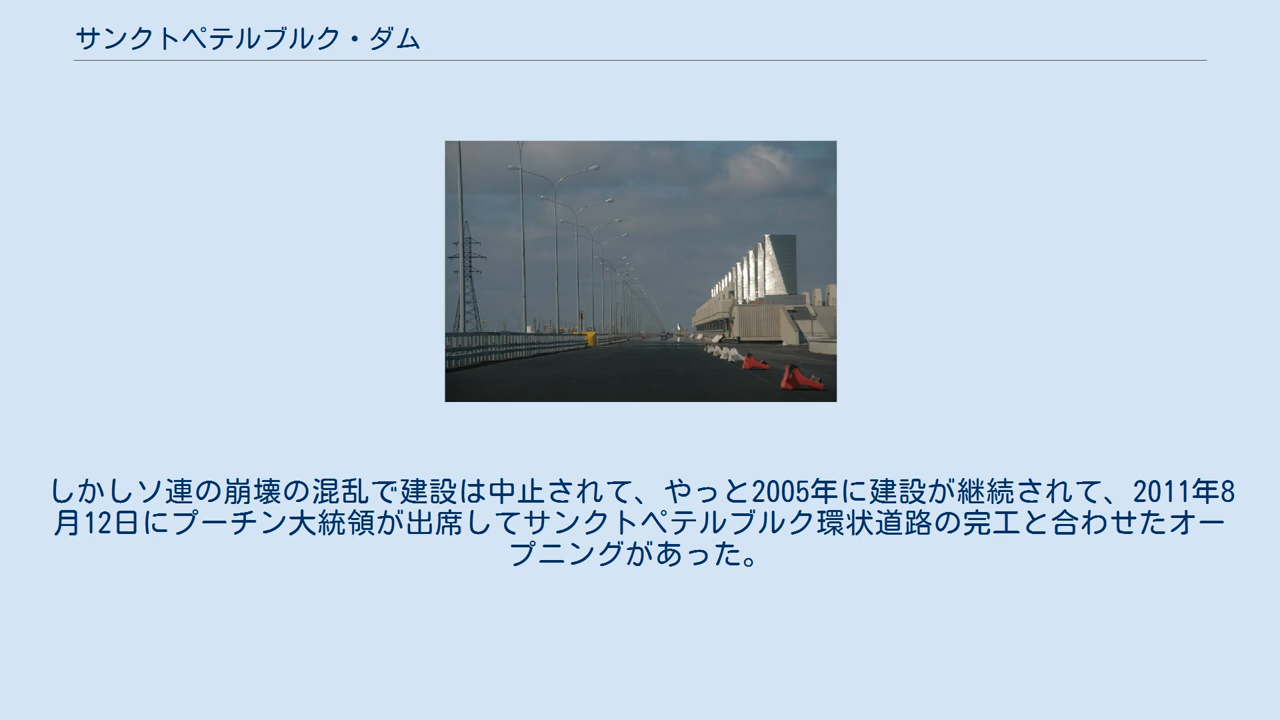 サンクトペテルブルク・ダム
しかしソ連の崩壊の混乱で建設は中止されて、やっと2005年に建設が継続されて、2011年8
月12日にプーチン大統領が出席してサンクトペテルブルク環状道路の完工と合わせたオー
プニングがあった。